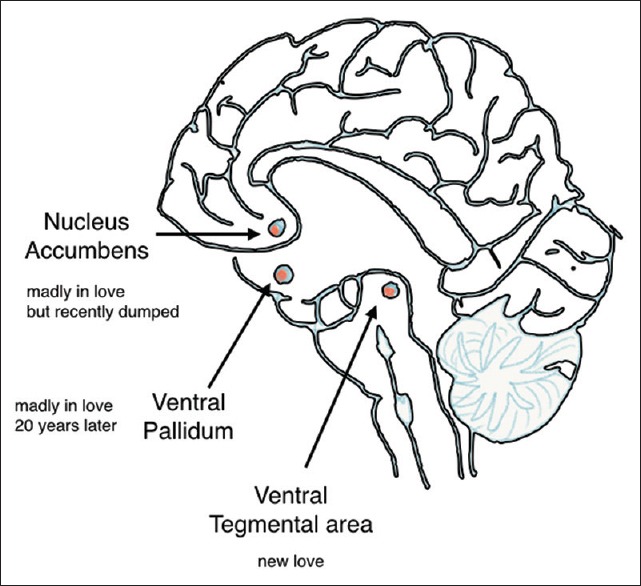 Nucleus
Accumbens
madly in love
but recently dumped
madly in love
20 years later
Ventral
Pallidum
Ventral
Tegmental area
new love